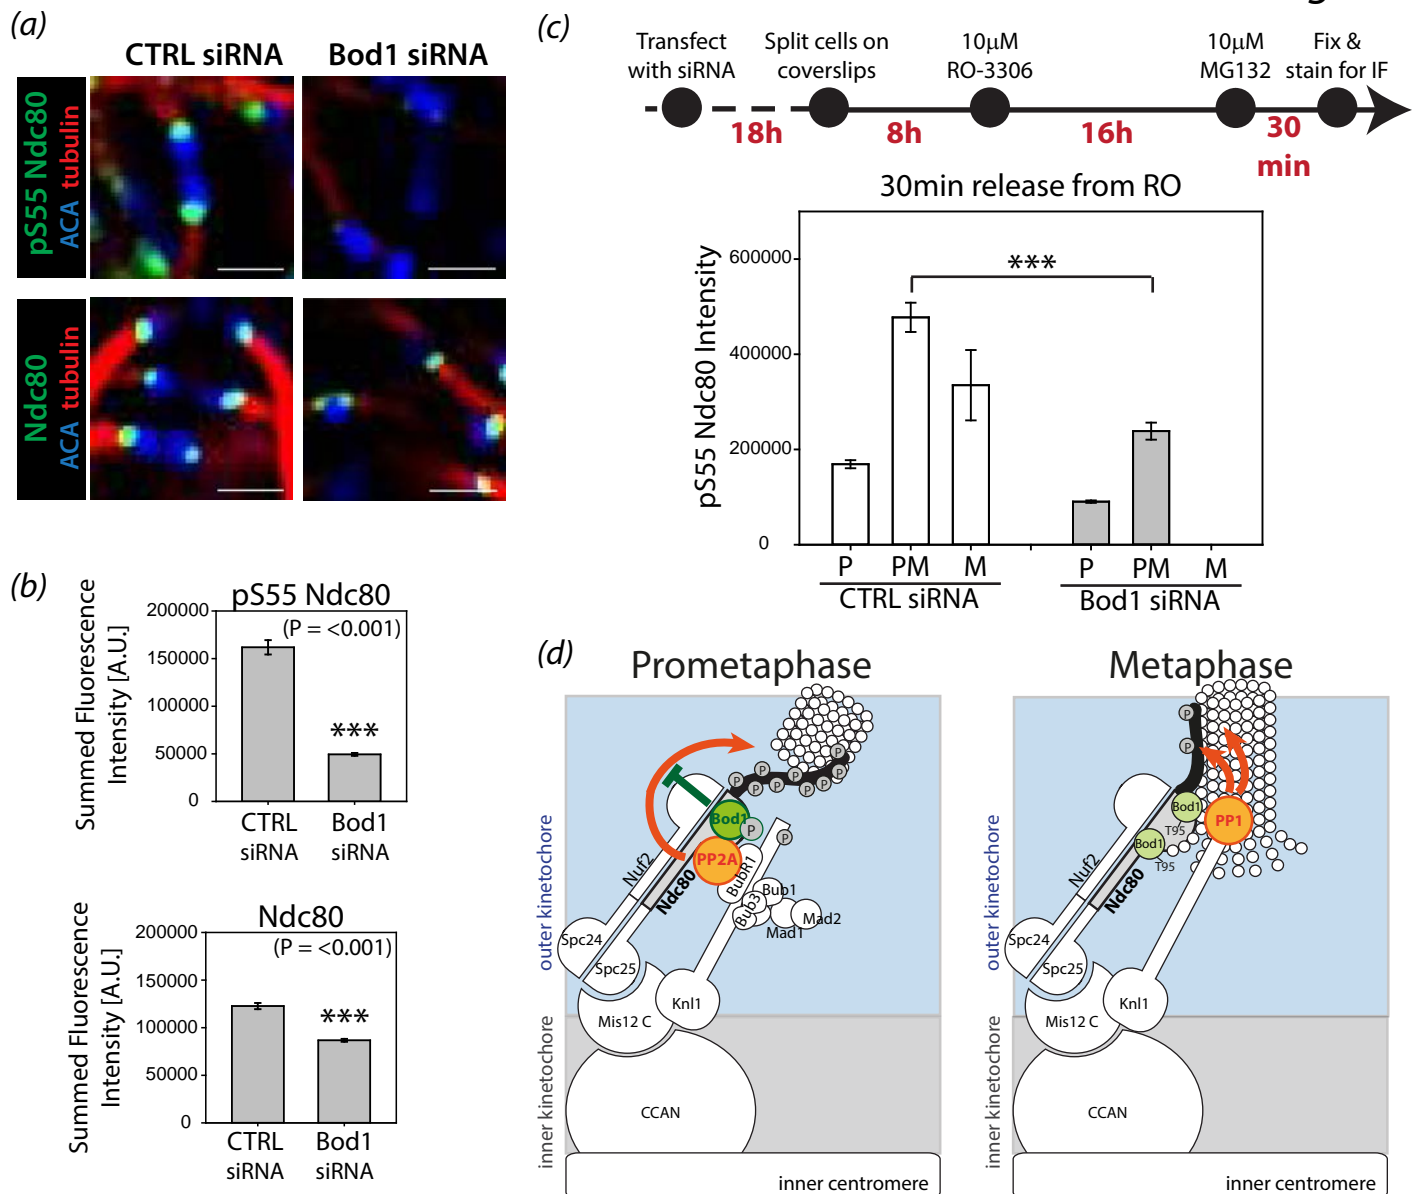 (a)
CTRL siRNA
Bod1 siRNA
pS55 Ndc80
ACA tubulin
Ndc80
ACA tubulin
(b)
pS55 Ndc80
(P = <0.001)
Summed Fluorescence
Intensity [A.U.]
200000
150000
100000
50000
0
***
CTRL
siRNA
Bod1
siRNA
Ndc80
(P = <0.001)
Summed Fluorescence
Intensity [A.U.]
200000
150000
100000
50000
0
***
CTRL
siRNA
Bod1
siRNA
(c)
Transfect
with siRNA
Split cells on
coverslips
10μM
RO-3306
10μM
MG132
Fix &
stain for IF
18h
8h
16h
30
min
30min release from RO
pS55 Ndc80 Intensity
600000
400000
200000
0
***
P PM M
CTRL siRNA
P PM M
Bod1 siRNA
(d)
Prometaphase
outer kinetochore
inner kinetochore
P
P
P
P
P
P
P
P
P
Bod1
P
P
PP2A
Nuf2
Ndc80
BubR1
Bub3
Bub1
Mad1
Mad2
Spc24
Spc25
Knl1
Mis12 C
CCAN
inner centromere
Metaphase
outer kinetochore
inner kinetochore
P
P
Bod1
T95
Bod1
T95
PP1
Nuf2
Ndc80
Spc24
Spc25
Knl1
Mis12 C
CCAN
inner centromere